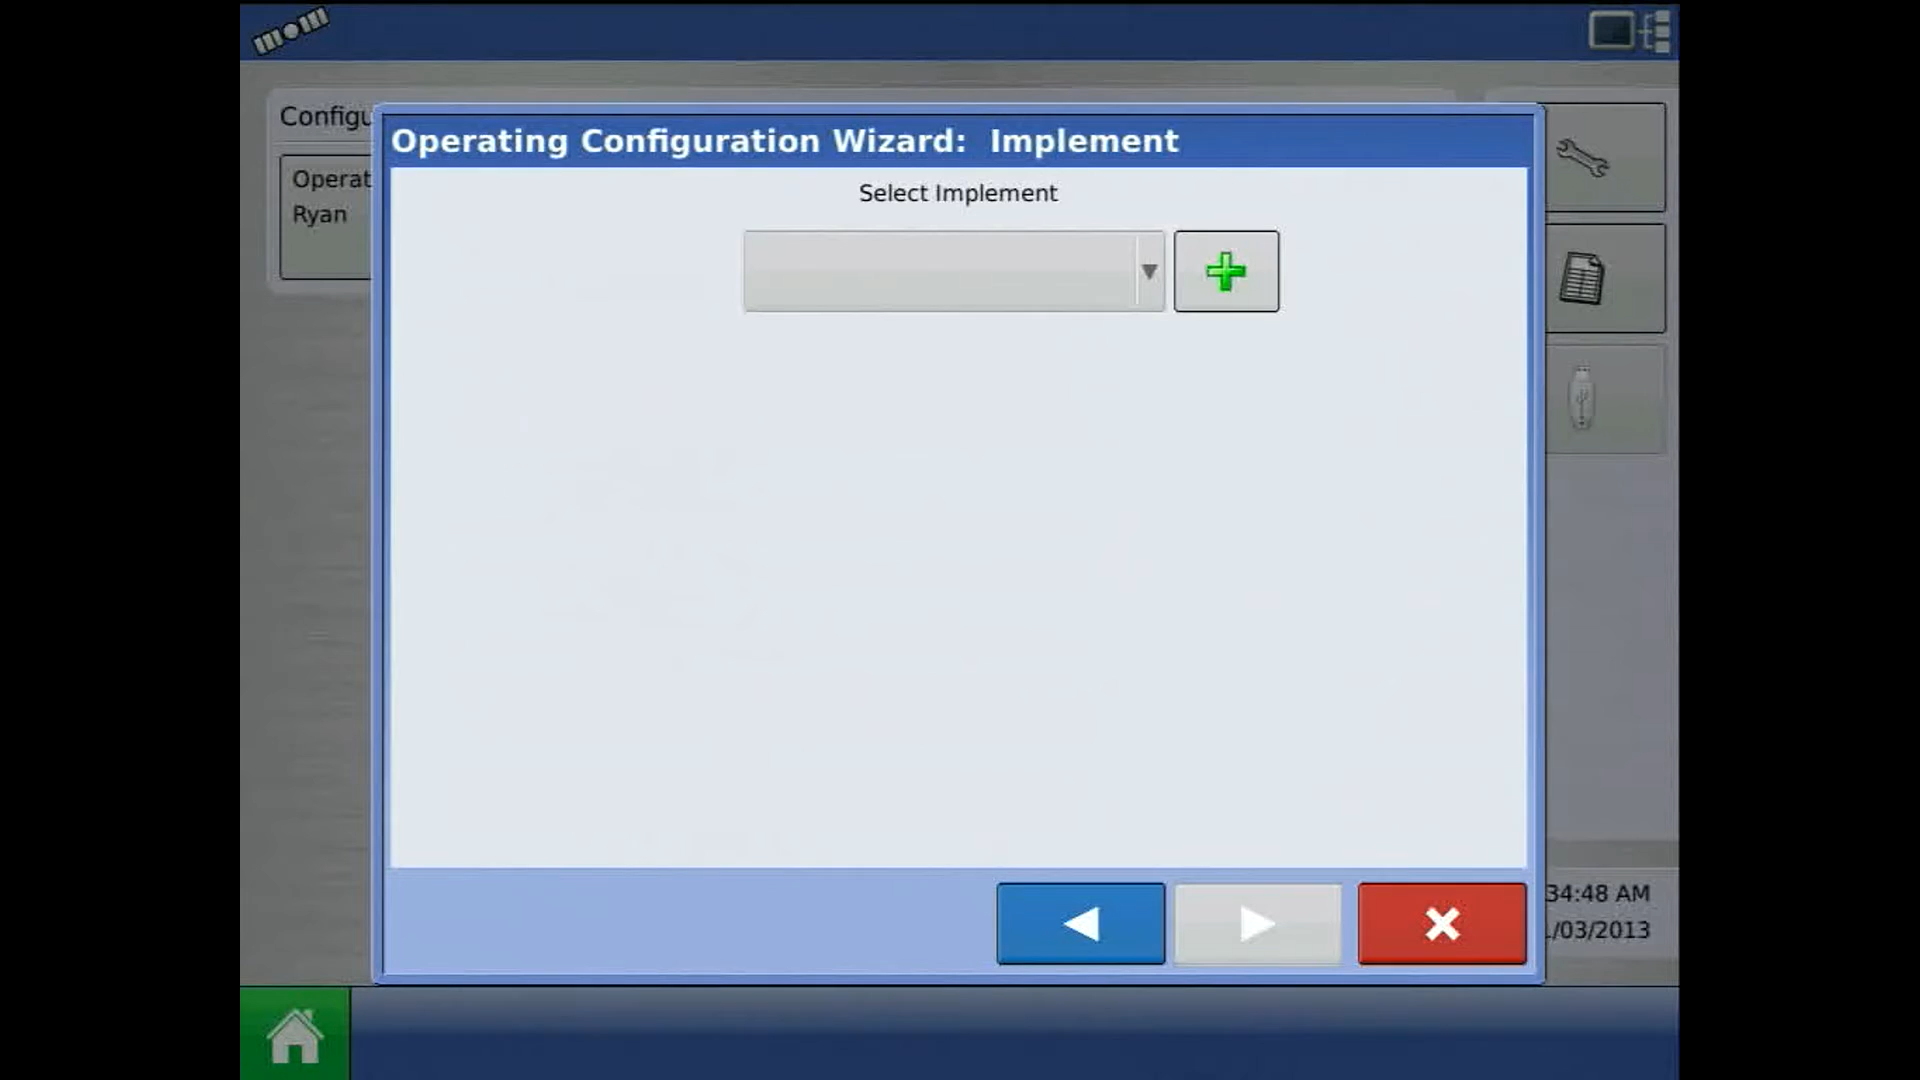 Configu
Operating Configuration Wizard: Implement
Operat
Ryan
Select Implement
34:48 AM
/03/2013